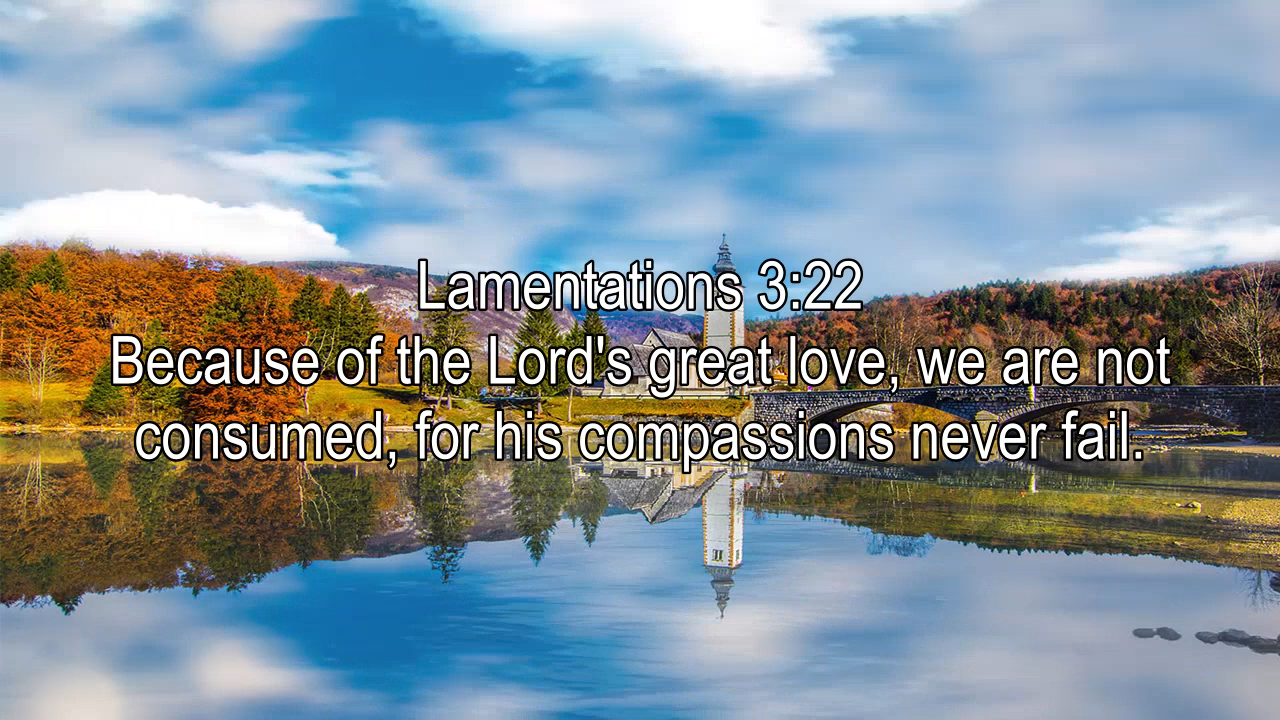 Lamentations 3:22
Because of the Lord's great love, we are not
consumed, for his compassions never fail.